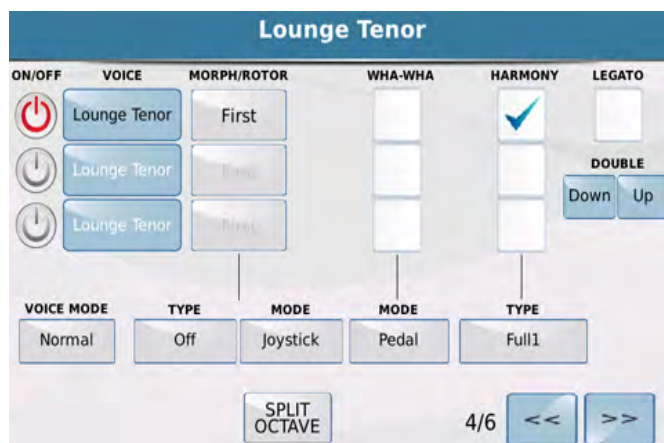 Lounge Tenor
ON/OFF VOICE MORPH/ROTOR WHA-WHA HARMONY LEGATO
Lounge Tenor First
Lounge Tenor
DOUBLE
Down Up
Lounge Tenor
VOICE MODE TYPE MODE MODE TYPE
Normal Off Joystick Pedal Full1
SPLIT
OCTAVE
4/6 << >>